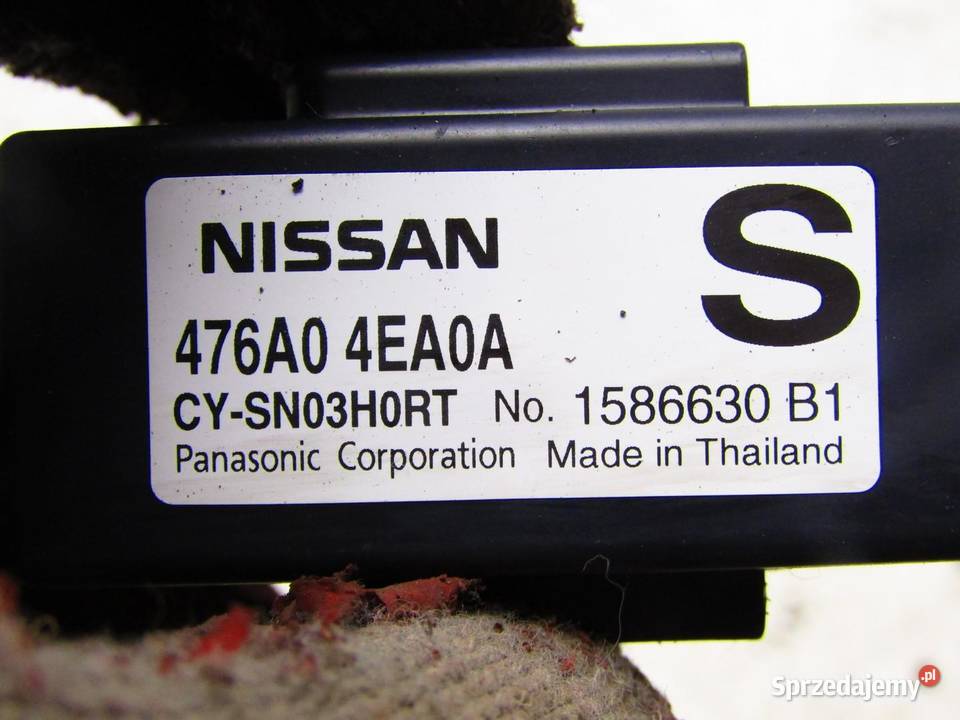 NISSAN S
476A0 4EA0A
CY-SN03H0RT No. 1586630 B1
Panasonic Corporation Made in Thailand
Sprzedajemy.pl